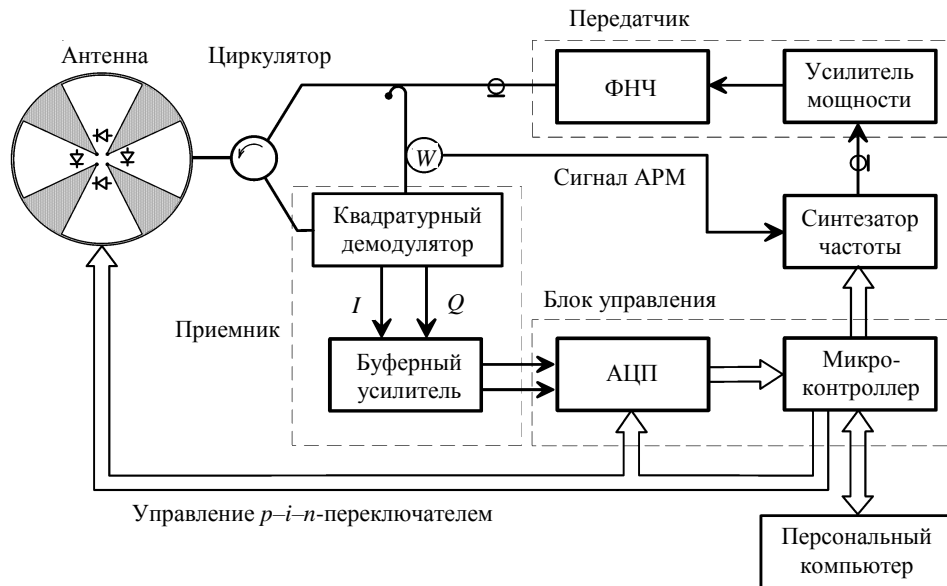 Передатчик
Антенна
Циркулятор
ФНЧ
Усилитель
мощности
W
Сигнал АРМ
Квадратурный
демодулятор
Синтезатор
частоты
I
Q
Блок управления
Приемник
Буферный
усилитель
АЦП
Микро-
контроллер
Управление p–i–n-переключателем
Персональный
компьютер